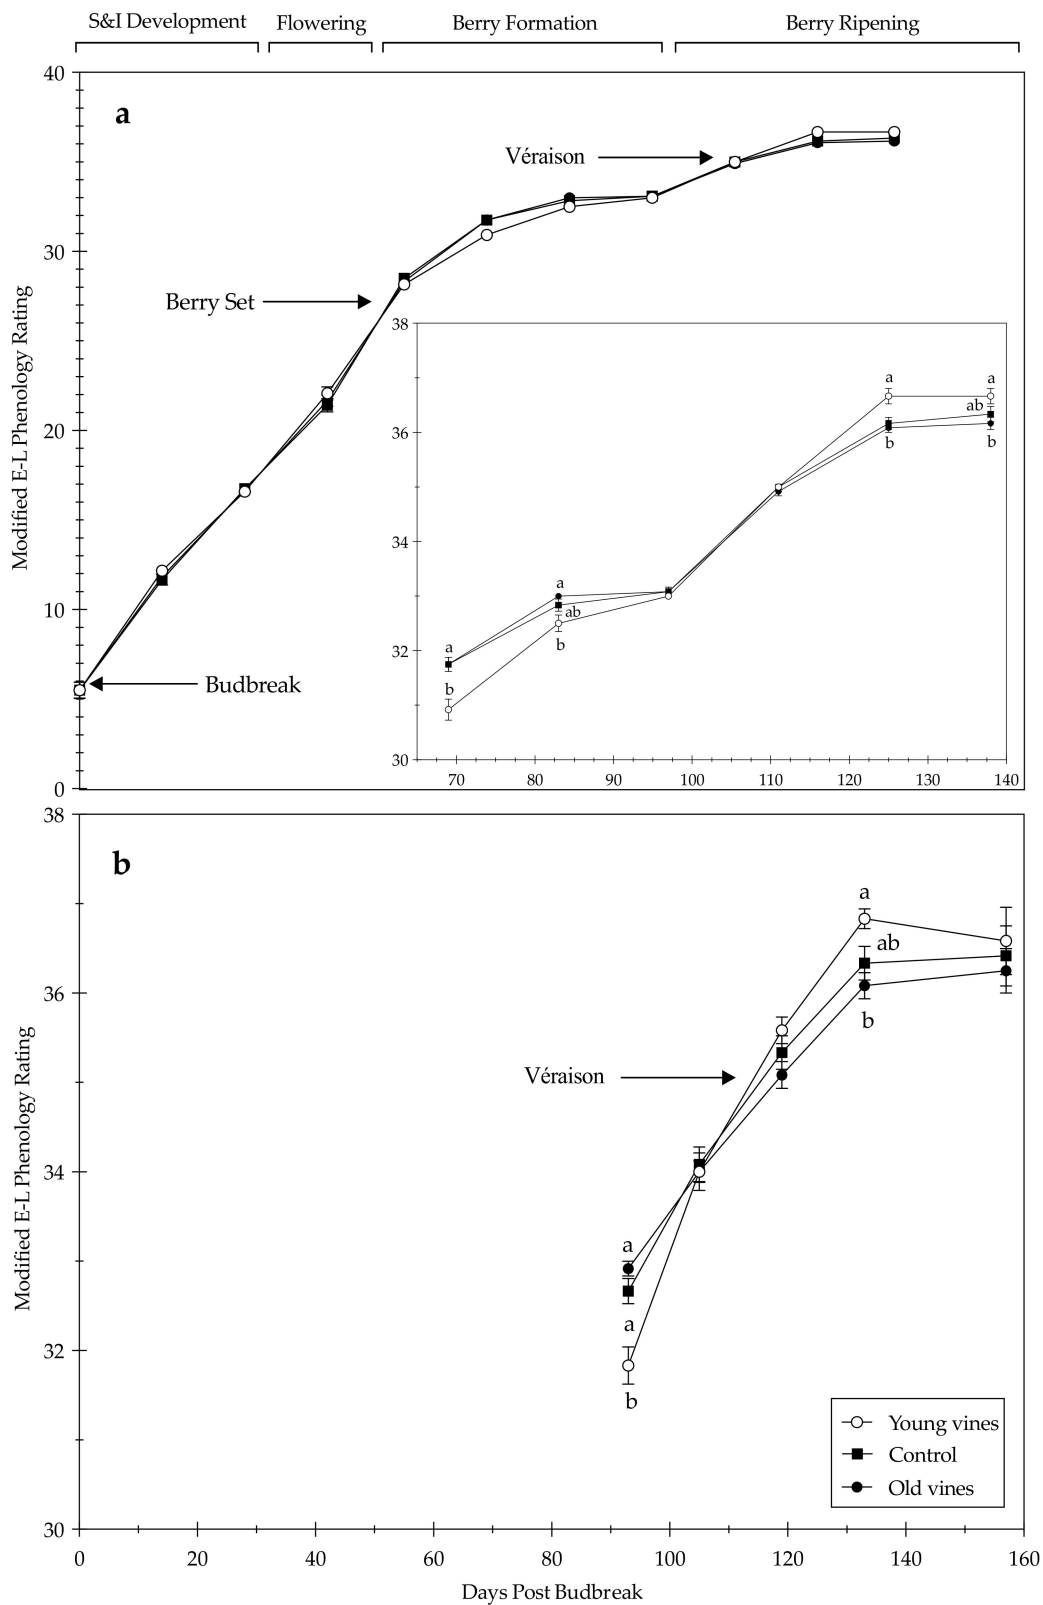 S&I Development Flowering Berry Formation Berry Ripening
40
a
Véraison
30
Modified E-L Phenology Rating
Berry Set
20
10
Budbreak
0
38
36
34
32
30
a
a
ab
b
b
a
ab
b
a
b
70 80 90 100 110 120 130 140
38
b
a
ab
36
b
Modified E-L Phenology Rating
Véraison
34
a
a
32
b
Young vines
Control
Old vines
30
0 20 40 60 80 100 120 140 160
Days Post Budbreak